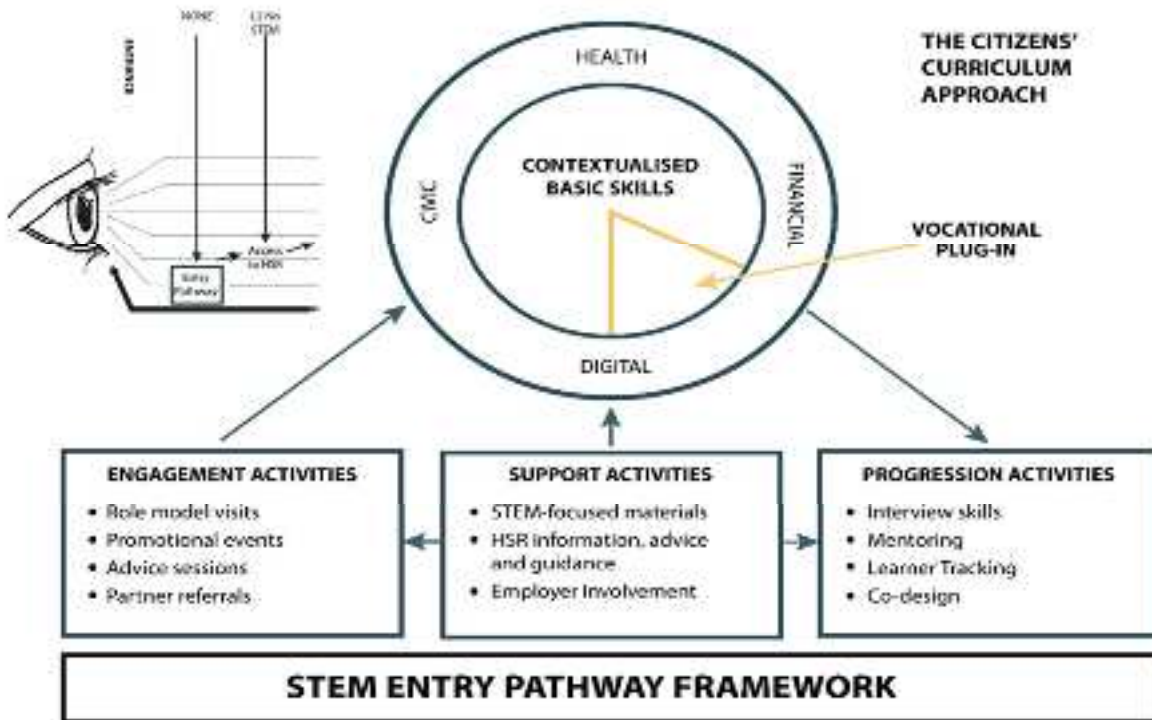 NONE
HEALTH
CMC
FINANCIAL
DIGITAL
CONTEXTUALISED
BASIC SKILLS
THE CITIZENS'
CURRICULUM
APPROACH
VOCATIONAL
PLUG-IN
Access
to HSR
Entry
Pathway
ENGAGEMENT ACTIVITIES
• Role model visits
• Promotional events
• Advice sessions
• Partner referrals
SUPPORT ACTIVITIES
• STEM-focused materials
• HSR information, advice
and guidance
• Employer Involvement
PROGRESSION ACTIVITIES
• Interview skills
• Mentoring
• Learner Tracking
• Co-design
STEM ENTRY PATHWAY FRAMEWORK